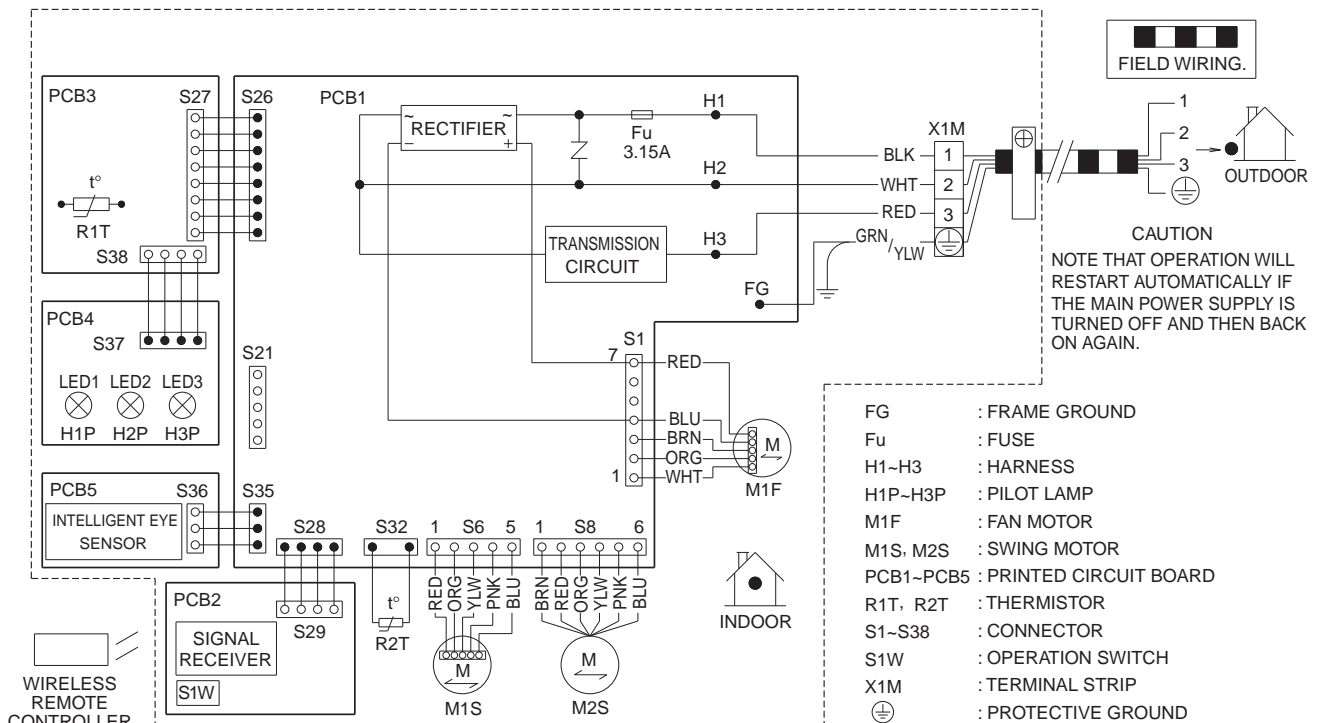 FIELD WIRING.
PCB3
S27
S26
PCB1
RECTIFIER
~
~
−
+
Fu
3.15A
H1
H2
H3
X1M
BLK
1
WHT
2
RED
3
GRN/YLW
1
2
3
OUTDOOR
t°
R1T
S38
TRANSMISSION
CIRCUIT
FG
CAUTION
NOTE THAT OPERATION WILL
RESTART AUTOMATICALLY IF
THE MAIN POWER SUPPLY IS
TURNED OFF AND THEN BACK
ON AGAIN.
PCB4
S37
LED1 LED2 LED3
H1P H2P H3P
S21
S1
7
RED
BLU
BRN
ORG
1
WHT
M
M1F
PCB5
S36
S35
INTELLIGENT EYE
SENSOR
S28
S32
1 S6 5
1 S8 6
RED
ORG
YLW
PNK
BLU
BRN
RED
ORG
YLW
PNK
BLU
t°
R2T
M
M1S
M
M2S
PCB2
S29
SIGNAL
RECEIVER
S1W
INDOOR
WIRELESS
REMOTE
CONTROLLER
FG : FRAME GROUND
Fu : FUSE
H1~H3 : HARNESS
H1P~H3P : PILOT LAMP
M1F : FAN MOTOR
M1S, M2S : SWING MOTOR
PCB1~PCB5 : PRINTED CIRCUIT BOARD
R1T, R2T : THERMISTOR
S1~S38 : CONNECTOR
S1W : OPERATION SWITCH
X1M : TERMINAL STRIP
: PROTECTIVE GROUND